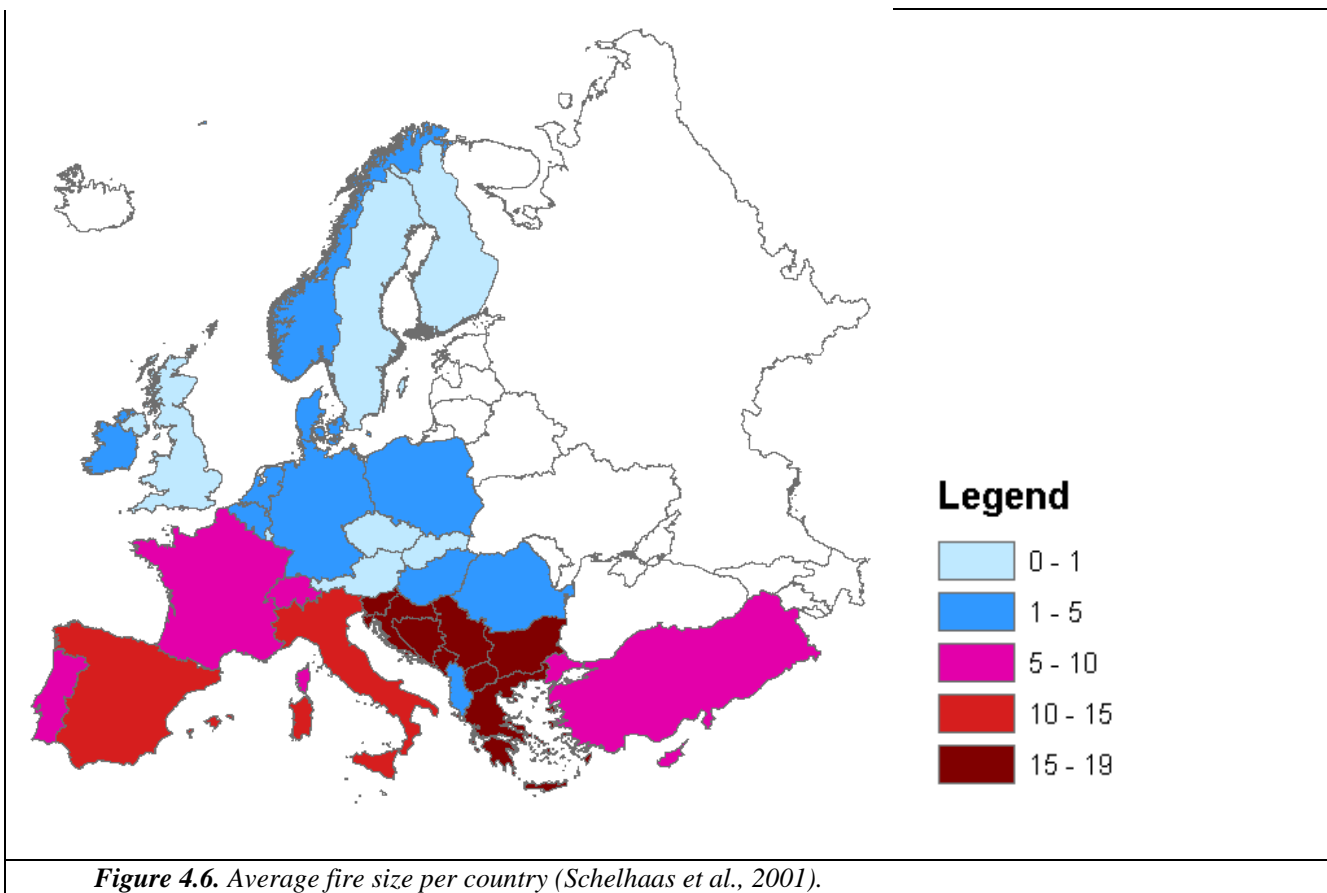 Legend
0 - 1
1 - 5
5 - 10
10 - 15
15 - 19
Figure 4.6. Average fire size per country (Schelhaas et al., 2001).